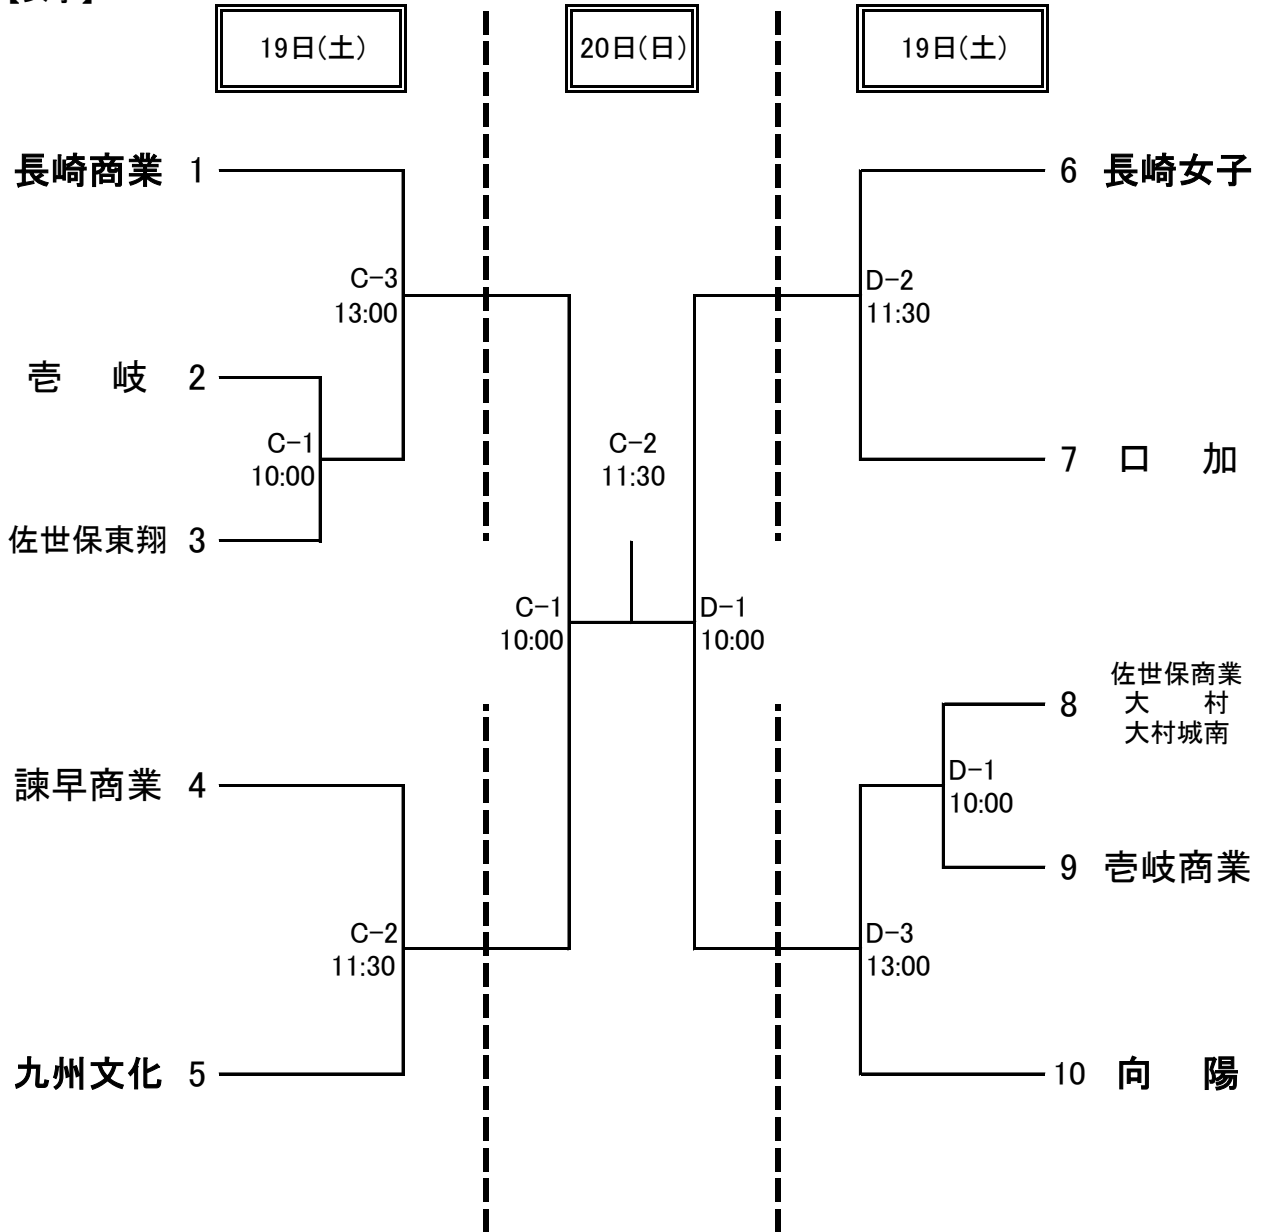 19日(土)
20日(日)
19日(土)
長崎商業 1
6 長崎女子
C-3
13:00
D-2
11:30
壱 岐 2
C-1
10:00
C-2
11:30
7 口 加
佐世保東翔 3
C-1
10:00
D-1
10:00
8
佐世保商業
大 村
大村城南
諫早商業 4
D-1
10:00
9 壱岐商業
C-2
11:30
D-3
13:00
九州文化 5
10 向 陽